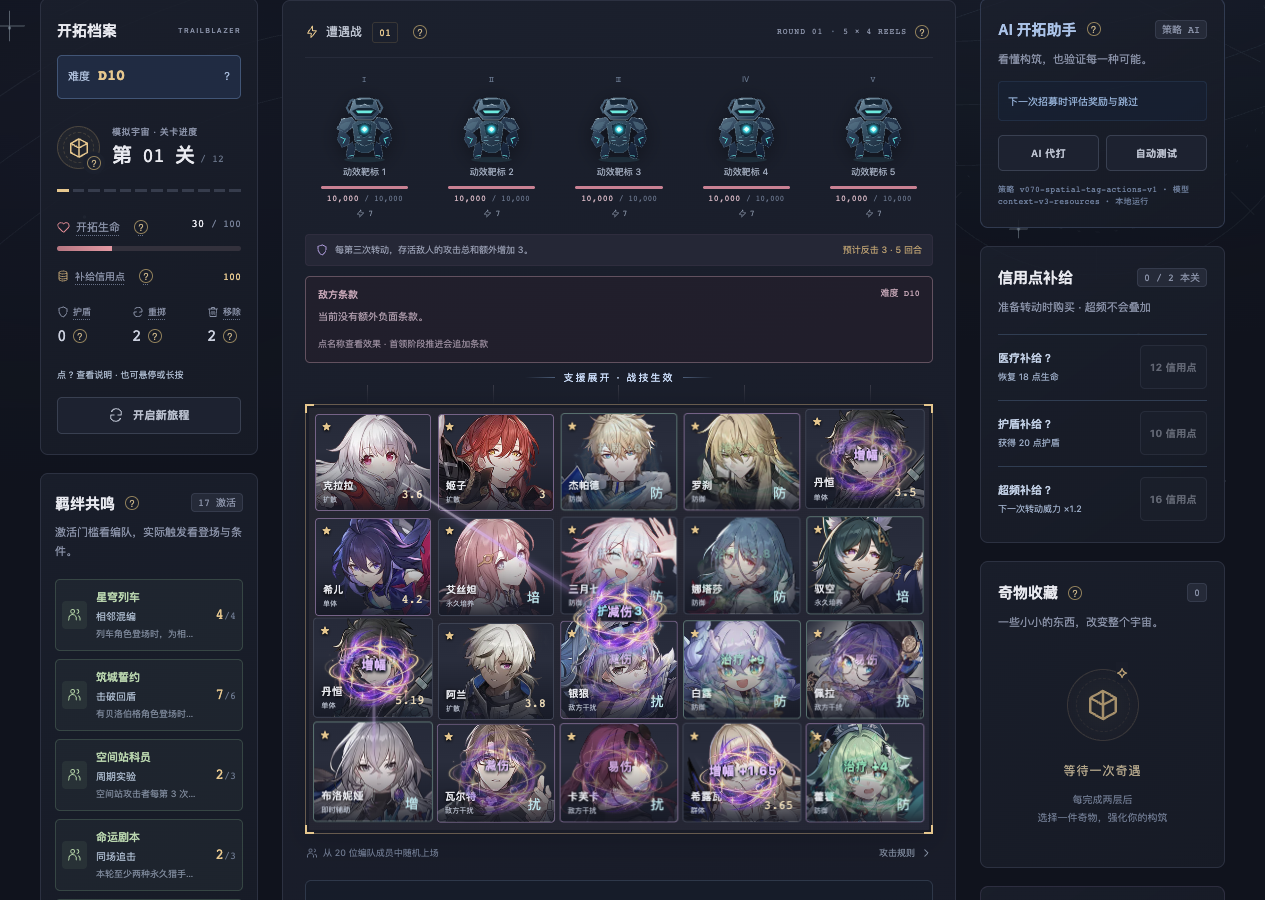 开拓档案
TRAILBLAZER
难度 D10 ?
模拟宇宙 · 关卡进度
第 01 关 / 12
?
开拓生命 ? 30 / 100
补给信用点 ? 100
护盾 重掷 移除
0 ? 2 ? 2 ?
点 ? 查看说明 · 也可悬停或长按
开启新旅程
羁绊共鸣 ? 17 激活
激活门槛看编队，实际触发看登场与条
件。
星穹列车
相邻混编 4/4
列车角色登场时，为相…
筑城誓约
击破回盾 7/6
有贝洛伯格角色登场时…
空间站科员
周期实验 2/3
空间站攻击者每第 3 次…
命运剧本
同场追击 2/3
本轮至少两种永久猎手…
遭遇战 01 ?
ROUND 01 · 5 × 4 REELS ?
I II III IV V
动效靶标 1 动效靶标 2 动效靶标 3 动效靶标 4 动效靶标 5
10,000 / 10,000 10,000 / 10,000 10,000 / 10,000 10,000 / 10,000 10,000 / 10,000
7 7 7 7 7
每第三次转动，存活敌人的攻击总和额外增加 3。 预计反击 3 · 5 回合
敌方条款 难度 D10
当前没有额外负面条款。
点名称查看效果 · 首领阶段推进会追加条款
支援展开 · 战技生效
克拉拉 扩散 3.6
姬子 扩散 3
杰帕德 防御 防
罗刹 防御 防
增幅 丹恒 单体 3.5
希儿 单体 4.2
艾丝妲 永久培养 培
三月七 防御 减伤 3
娜塔莎 防御 防
驭空 永久培养 培
增幅 丹恒 单体 5.19
阿兰 扩散 3.8
减伤 银狼 敌方干扰 扰
治疗 +9 白露 防御 防
易伤 佩拉 敌方干扰 扰
布洛妮娅 即时辅助 增
减伤 瓦尔特 敌方干扰 扰
易伤 卡芙卡 敌方干扰 扰
希露瓦 群体 3.65
治疗 +4 藿藿 防御 防
从 20 位编队成员中随机上场
攻击规则
AI 开拓助手 ? 策略 AI
看懂构筑，也验证每一种可能。
下一次招募时评估奖励与跳过
AI 代打 自动测试
策略 v070-spatial-tag-actions-v1 · 模型
context-v3-resources · 本地运行
信用点补给 0 / 2 本关
准备转动时购买 · 超频不会叠加
医疗补给 ?
恢复 18 点生命
12 信用点
护盾补给 ?
获得 20 点护盾
10 信用点
超频补给 ?
下一次转动威力 ×1.2
16 信用点
奇物收藏 ? 0
一些小小的东西，改变整个宇宙。
等待一次奇遇
每完成两层后
选择一件奇物，强化你的构筑